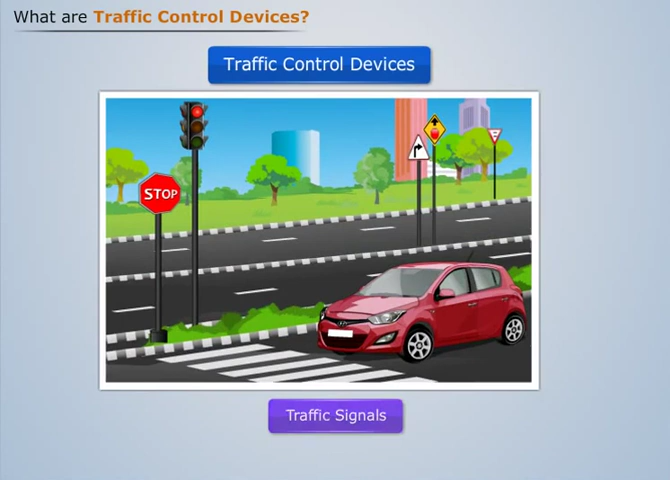 What are Traffic Control Devices?
Traffic Control Devices
STOP
Traffic Signals